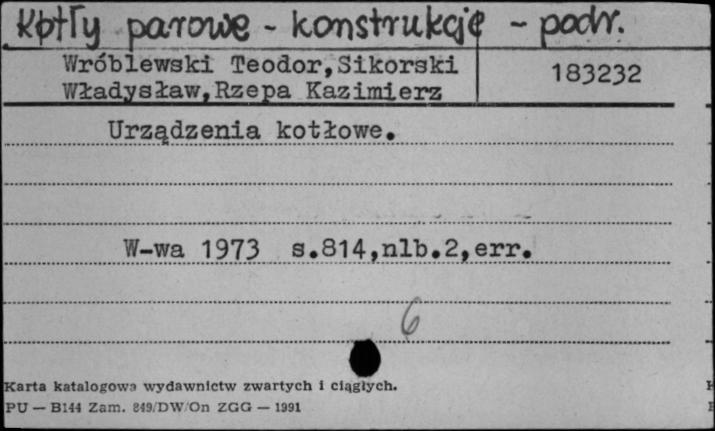 Kotły parowe - konstrukcje - podr.
Wróblewski Teodor,Sikorski
Władysław,Rzepa Kazimierz
183232
Urządzenia kotłowe.
W-wa 1973 s.814,nlb.2,err.
6
Karta katalogowa wydawnictw zwartych i ciągłych.
PU — B144 Zam. 849/DW/On ZGG — 1991